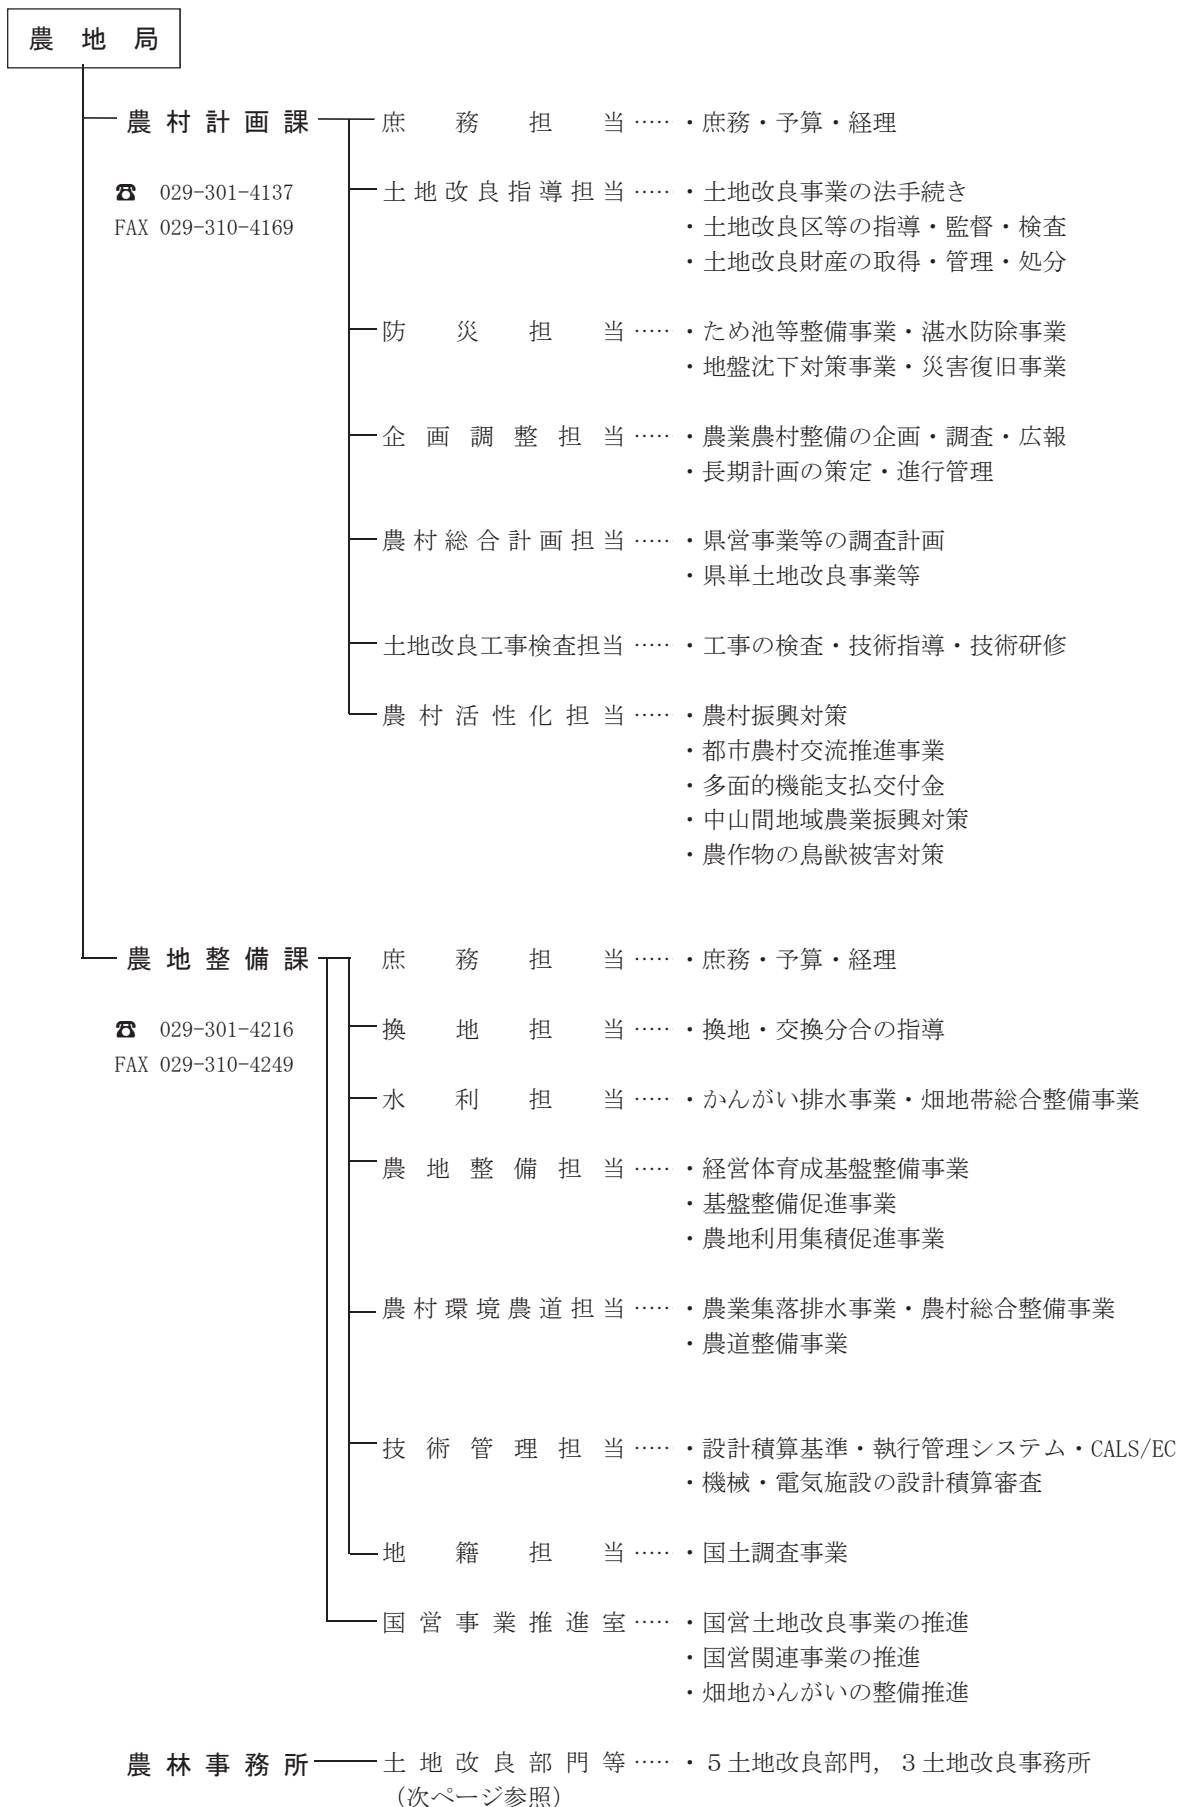 農地局
農村計画課 庶務担当 …… ・庶務・予算・経理
☎ 029-301-4137 土地改良指導担当 …… ・土地改良事業の法手続き
FAX 029-310-4169 ・土地改良区等の指導・監督・検査
・土地改良財産の取得・管理・処分
防災担当 …… ・ため池等整備事業・湛水防除事業
・地盤沈下対策事業・災害復旧事業
企画調整担当 …… ・農業農村整備の企画・調査・広報
・長期計画の策定・進行管理
農村総合計画担当 …… ・県営事業等の調査計画
・県単土地改良事業等
土地改良工事検査担当 …… ・工事の検査・技術指導・技術研修
農村活性化担当 …… ・農村振興対策
・都市農村交流推進事業
・多面的機能支払交付金
・中山間地域農業振興対策
・農作物の鳥獣被害対策
農地整備課 庶務担当 …… ・庶務・予算・経理
☎ 029-301-4216 換地担当 …… ・換地・交換分合の指導
FAX 029-310-4249
水利担当 …… ・かんがい排水事業・畑地帯総合整備事業
農地整備担当 …… ・経営体育成基盤整備事業
・基盤整備促進事業
・農地利用集積促進事業
農村環境農道担当 …… ・農業集落排水事業・農村総合整備事業
・農道整備事業
技術管理担当 …… ・設計積算基準・執行管理システム・CALS/EC
・機械・電気施設の設計積算審査
地籍担当 …… ・国土調査事業
国営事業推進室 …… ・国営土地改良事業の推進
・国営関連事業の推進
・畑地かんがいの整備推進
農林事務所 土地改良部門等 …… ・5土地改良部門，3土地改良事務所
（次ページ参照）